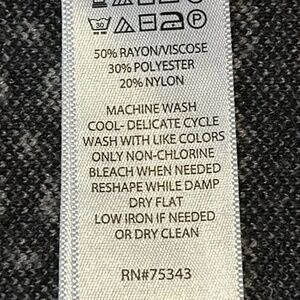 30
P
50% RAYON/VISCOSE
30% POLYESTER
20% NYLON
MACHINE WASH
COOL- DELICATE CYCLE
WASH WITH LIKE COLORS
ONLY NON-CHLORINE
BLEACH WHEN NEEDED
RESHAPE WHILE DAMP
DRY FLAT
LOW IRON IF NEEDED
OR DRY CLEAN
RN#75343